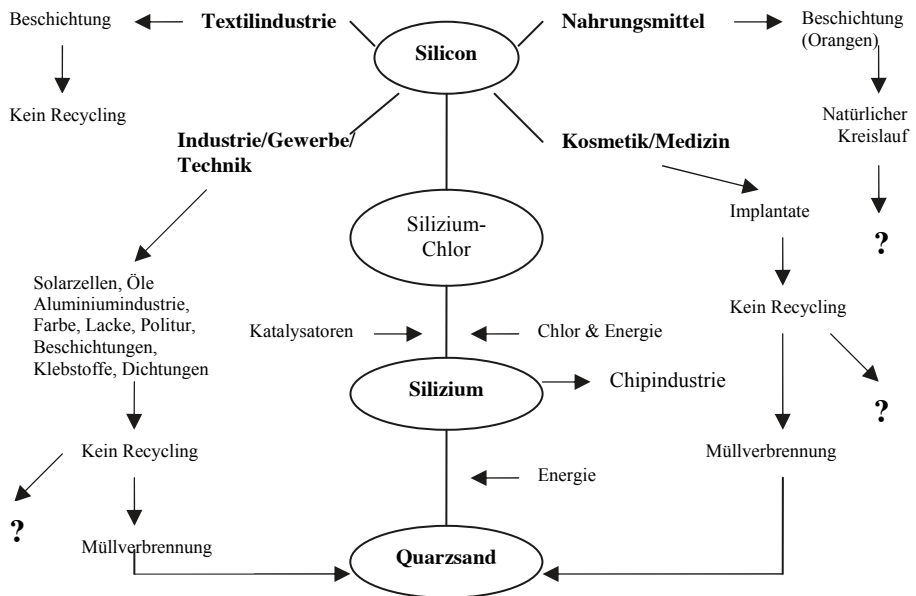 Beschichtung
Textilindustrie
Silicon
Nahrungsmittel
Beschichtung
(Orangen)
Kein Recycling
Natürlicher
Kreislauf
Industrie/Gewerbe/
Technik
Kosmetik/Medizin
Implantate
?
Silizium-
Chlor
Solarzellen, Öle
Aluminiumindustrie,
Farbe, Lacke, Politur,
Beschichtungen,
Klebstoffe, Dichtungen
Kein Recycling
Katalysatoren
Chlor & Energie
Silizium
Chipindustrie
?
Kein Recycling
Müllverbrennung
Energie
?
Müllverbrennung
Quarzsand